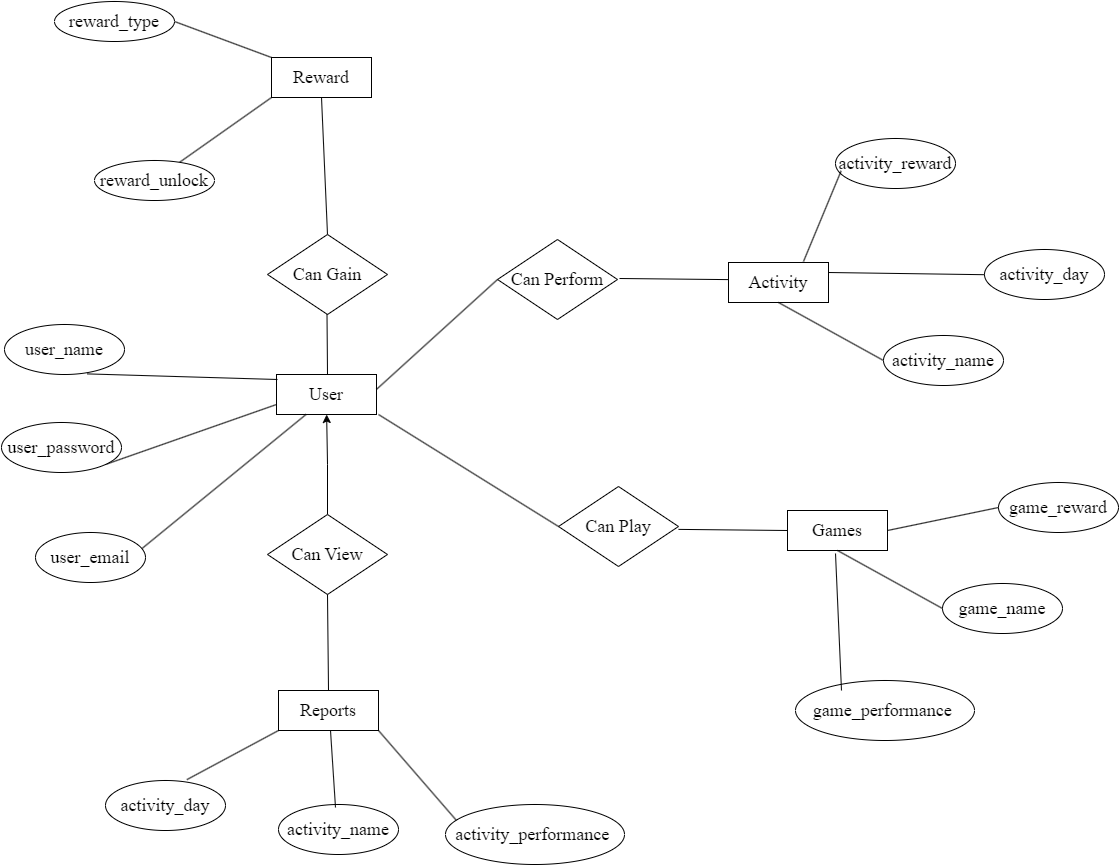 reward_type
Reward
reward_unlock
activity_reward
Can Gain
Can Perform
Activity
activity_day
user_name
activity_name
User
user_password
game_reward
Can Play
Games
user_email
Can View
game_name
Reports
game_performance
activity_day
activity_name
activity_performance